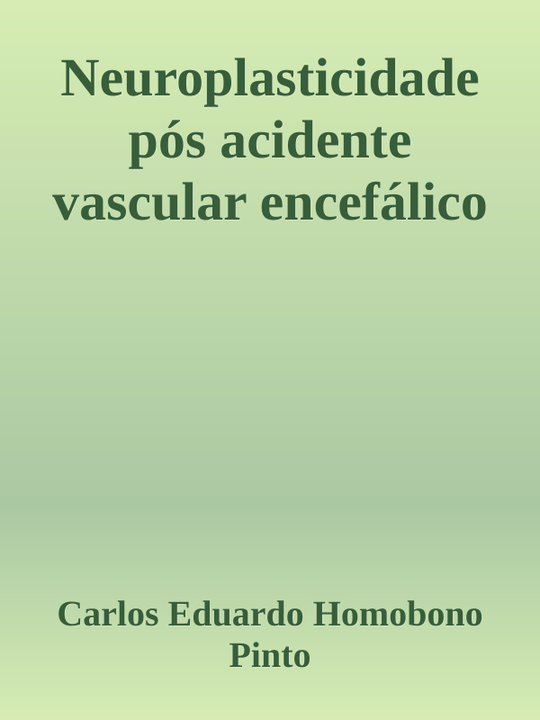 Neuroplasticidade
pós acidente
vascular encefálico
Carlos Eduardo Homobono
Pinto